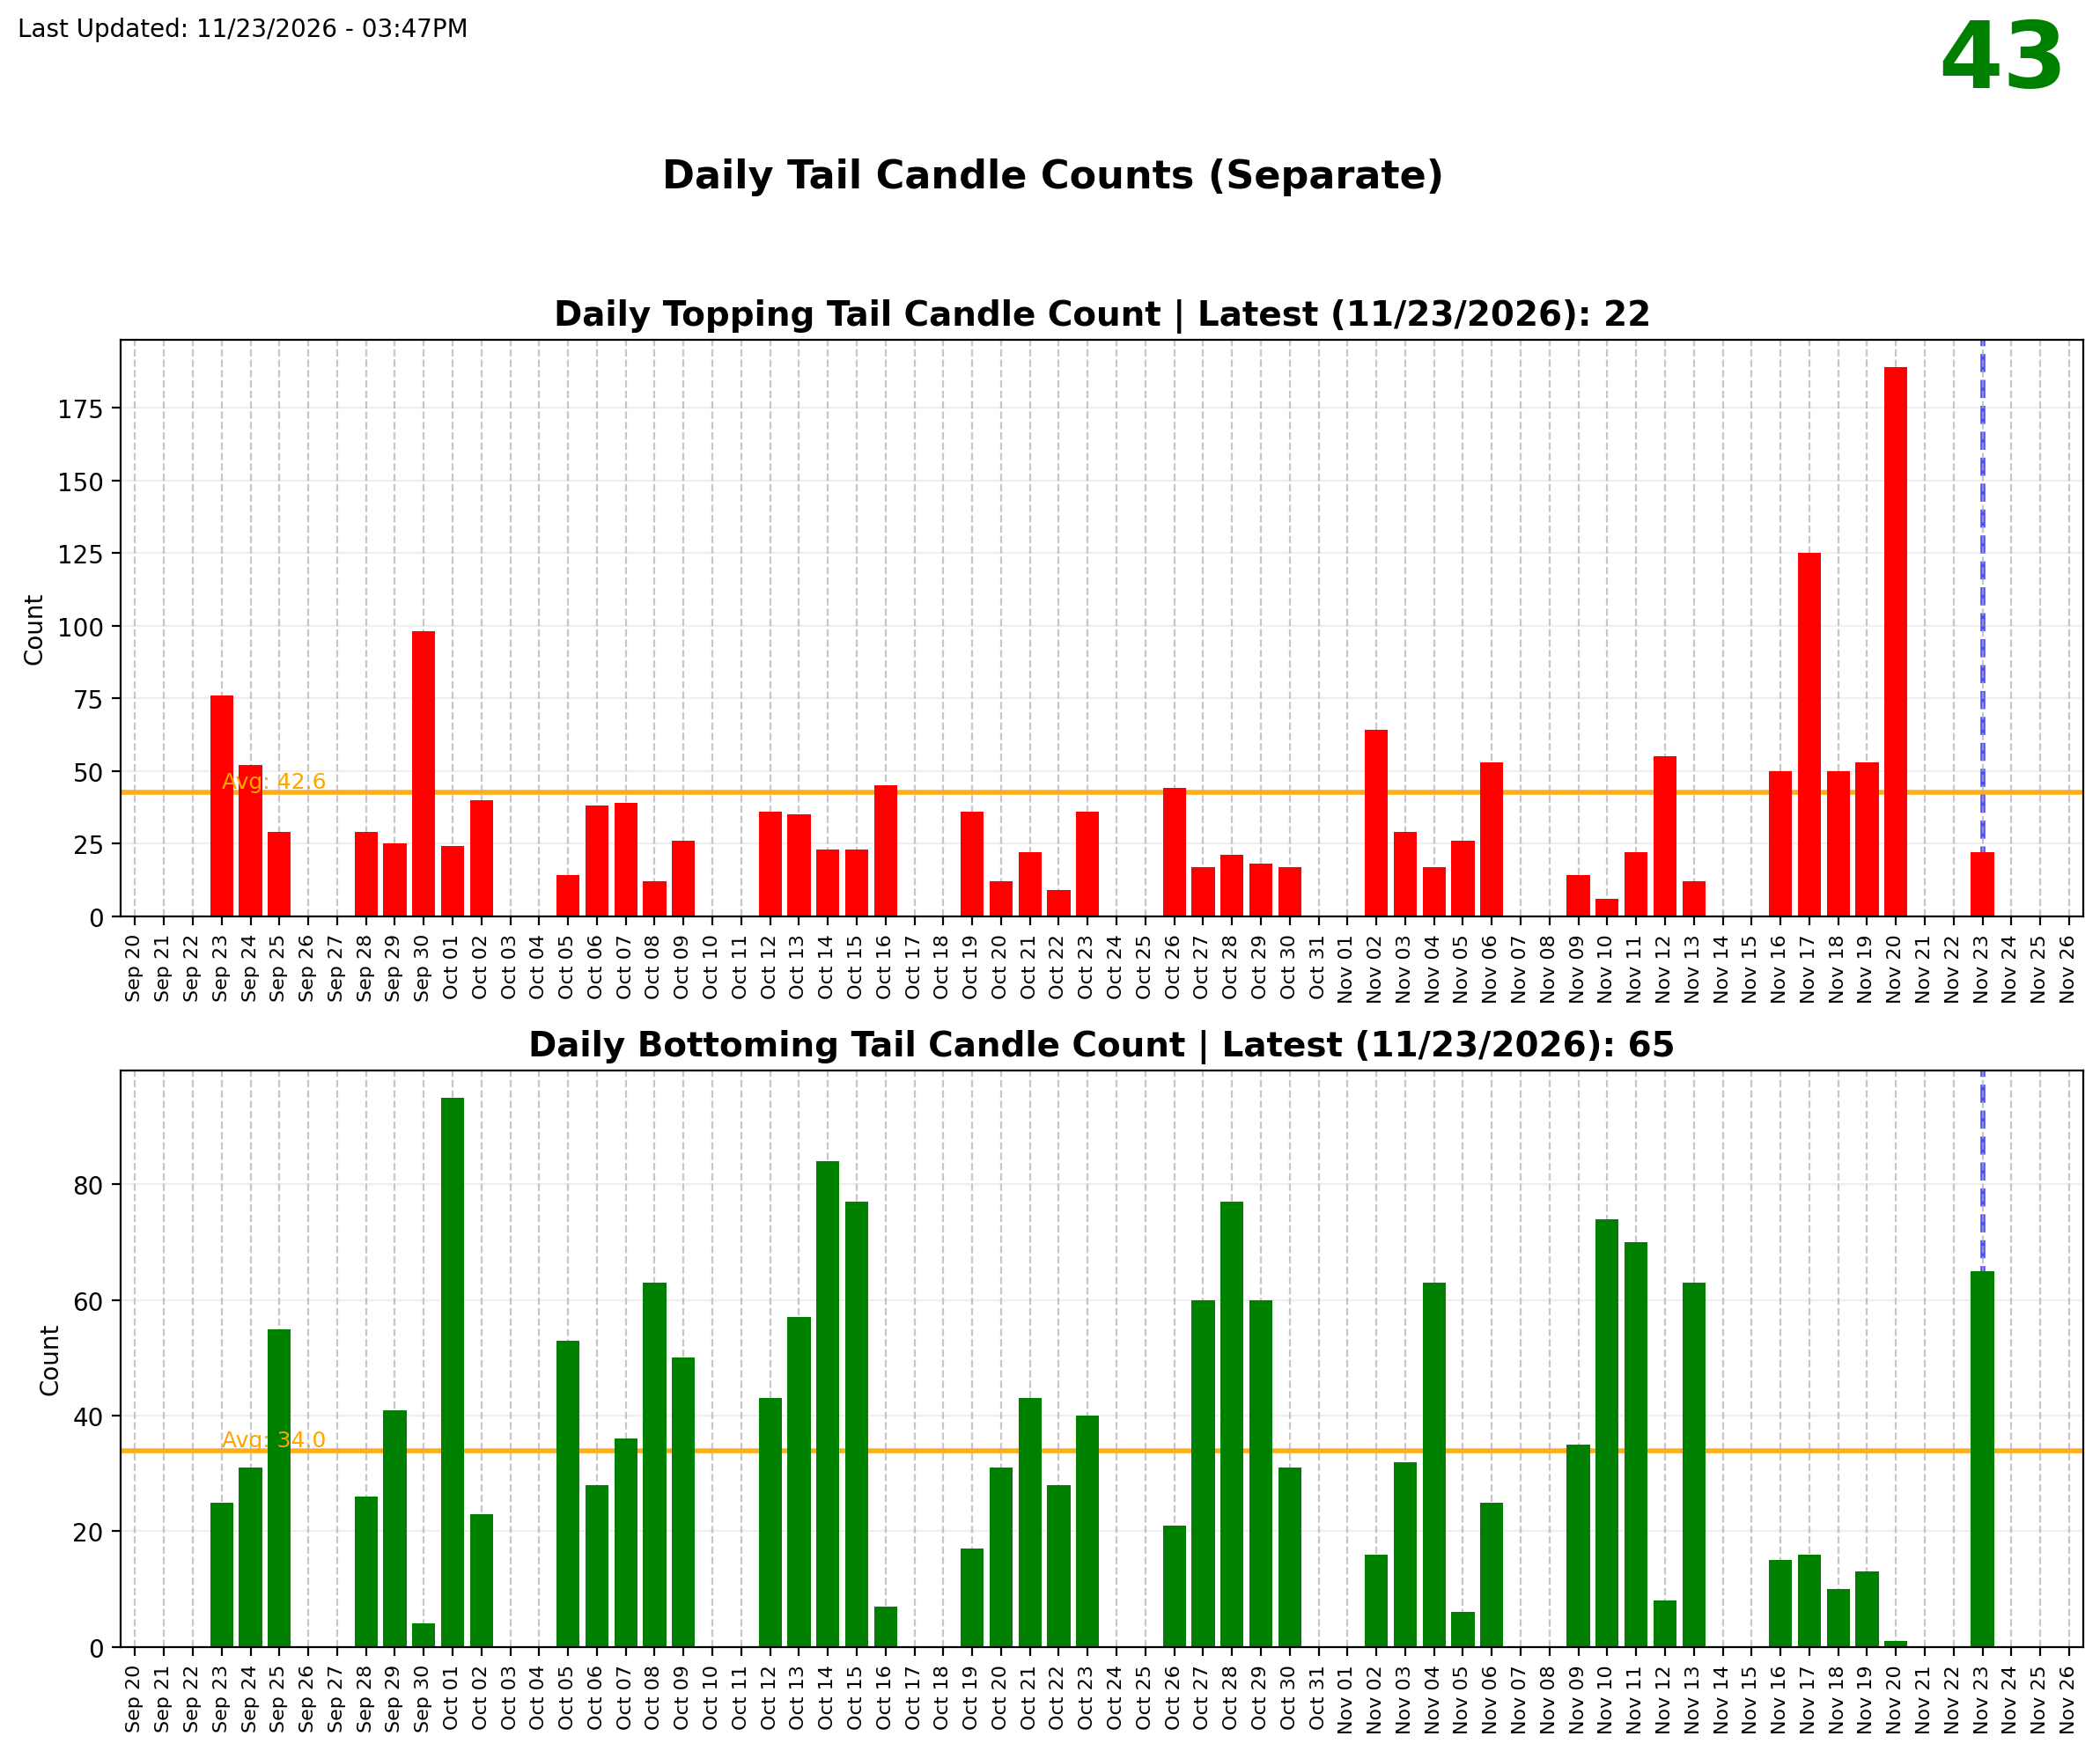 Last Updated: 11/23/2026 - 03:47PM
43
Daily Tail Candle Counts (Separate)
Daily Topping Tail Candle Count | Latest (11/23/2026): 22
Count
175
150
125
100
75
50
25
0
Avg: 42.6
Sep 20
Sep 21
Sep 22
Sep 23
Sep 24
Sep 25
Sep 26
Sep 27
Sep 28
Sep 29
Sep 30
Oct 01
Oct 02
Oct 03
Oct 04
Oct 05
Oct 06
Oct 07
Oct 08
Oct 09
Oct 10
Oct 11
Oct 12
Oct 13
Oct 14
Oct 15
Oct 16
Oct 17
Oct 18
Oct 19
Oct 20
Oct 21
Oct 22
Oct 23
Oct 24
Oct 25
Oct 26
Oct 27
Oct 28
Oct 29
Oct 30
Oct 31
Nov 01
Nov 02
Nov 03
Nov 04
Nov 05
Nov 06
Nov 07
Nov 08
Nov 09
Nov 10
Nov 11
Nov 12
Nov 13
Nov 14
Nov 15
Nov 16
Nov 17
Nov 18
Nov 19
Nov 20
Nov 21
Nov 22
Nov 23
Nov 24
Nov 25
Nov 26
Daily Bottoming Tail Candle Count | Latest (11/23/2026): 65
Count
80
60
40
20
0
Avg: 34.0
Sep 20
Sep 21
Sep 22
Sep 23
Sep 24
Sep 25
Sep 26
Sep 27
Sep 28
Sep 29
Sep 30
Oct 01
Oct 02
Oct 03
Oct 04
Oct 05
Oct 06
Oct 07
Oct 08
Oct 09
Oct 10
Oct 11
Oct 12
Oct 13
Oct 14
Oct 15
Oct 16
Oct 17
Oct 18
Oct 19
Oct 20
Oct 21
Oct 22
Oct 23
Oct 24
Oct 25
Oct 26
Oct 27
Oct 28
Oct 29
Oct 30
Oct 31
Nov 01
Nov 02
Nov 03
Nov 04
Nov 05
Nov 06
Nov 07
Nov 08
Nov 09
Nov 10
Nov 11
Nov 12
Nov 13
Nov 14
Nov 15
Nov 16
Nov 17
Nov 18
Nov 19
Nov 20
Nov 21
Nov 22
Nov 23
Nov 24
Nov 25
Nov 26